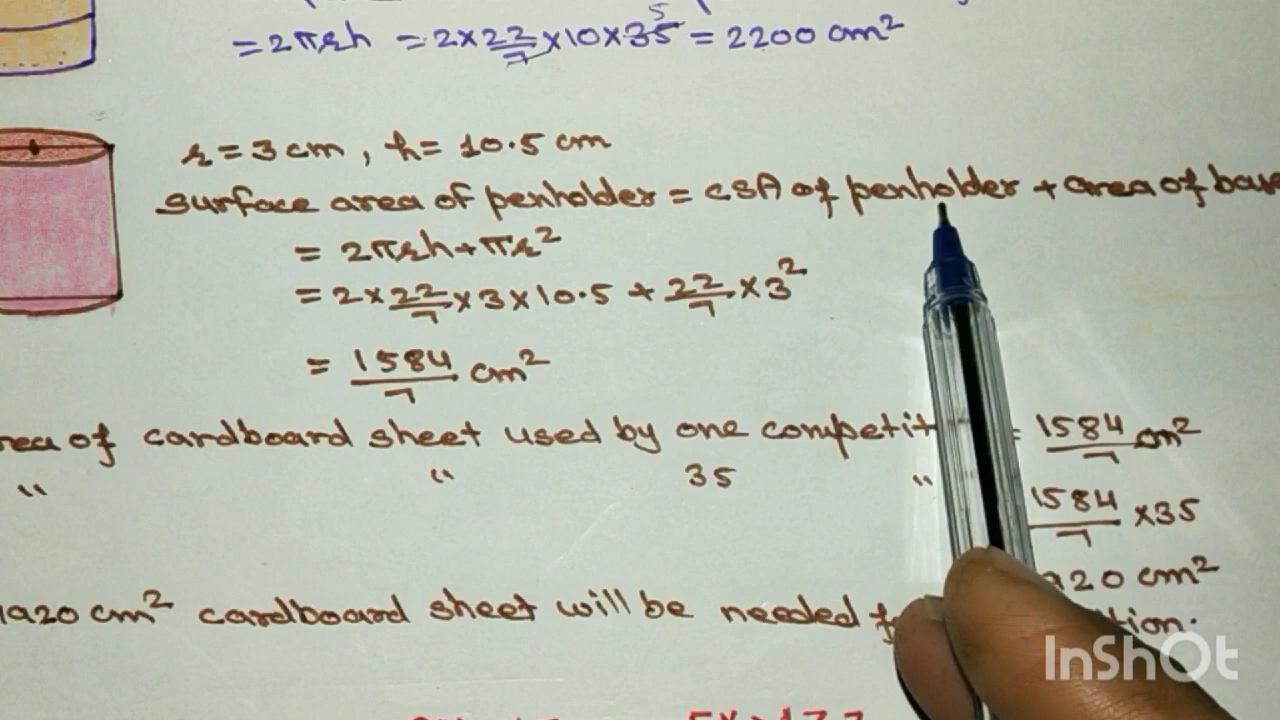 = 2πrh = 2×22/7×10×35 5 = 2200 cm²
r = 3 cm, h = 10.5 cm
surface area of penholder = CSA of penholder + area of base
= 2πrh + πr²
= 2×22/7×3×10.5 + 22/7×3²
= 1584/7 cm²
of cardboard sheet used by one = 1584/7 cm²
" " 35 " 1584/7 ×35
920 cm²
920 cm² cardboard sheet will be needed
InShOt